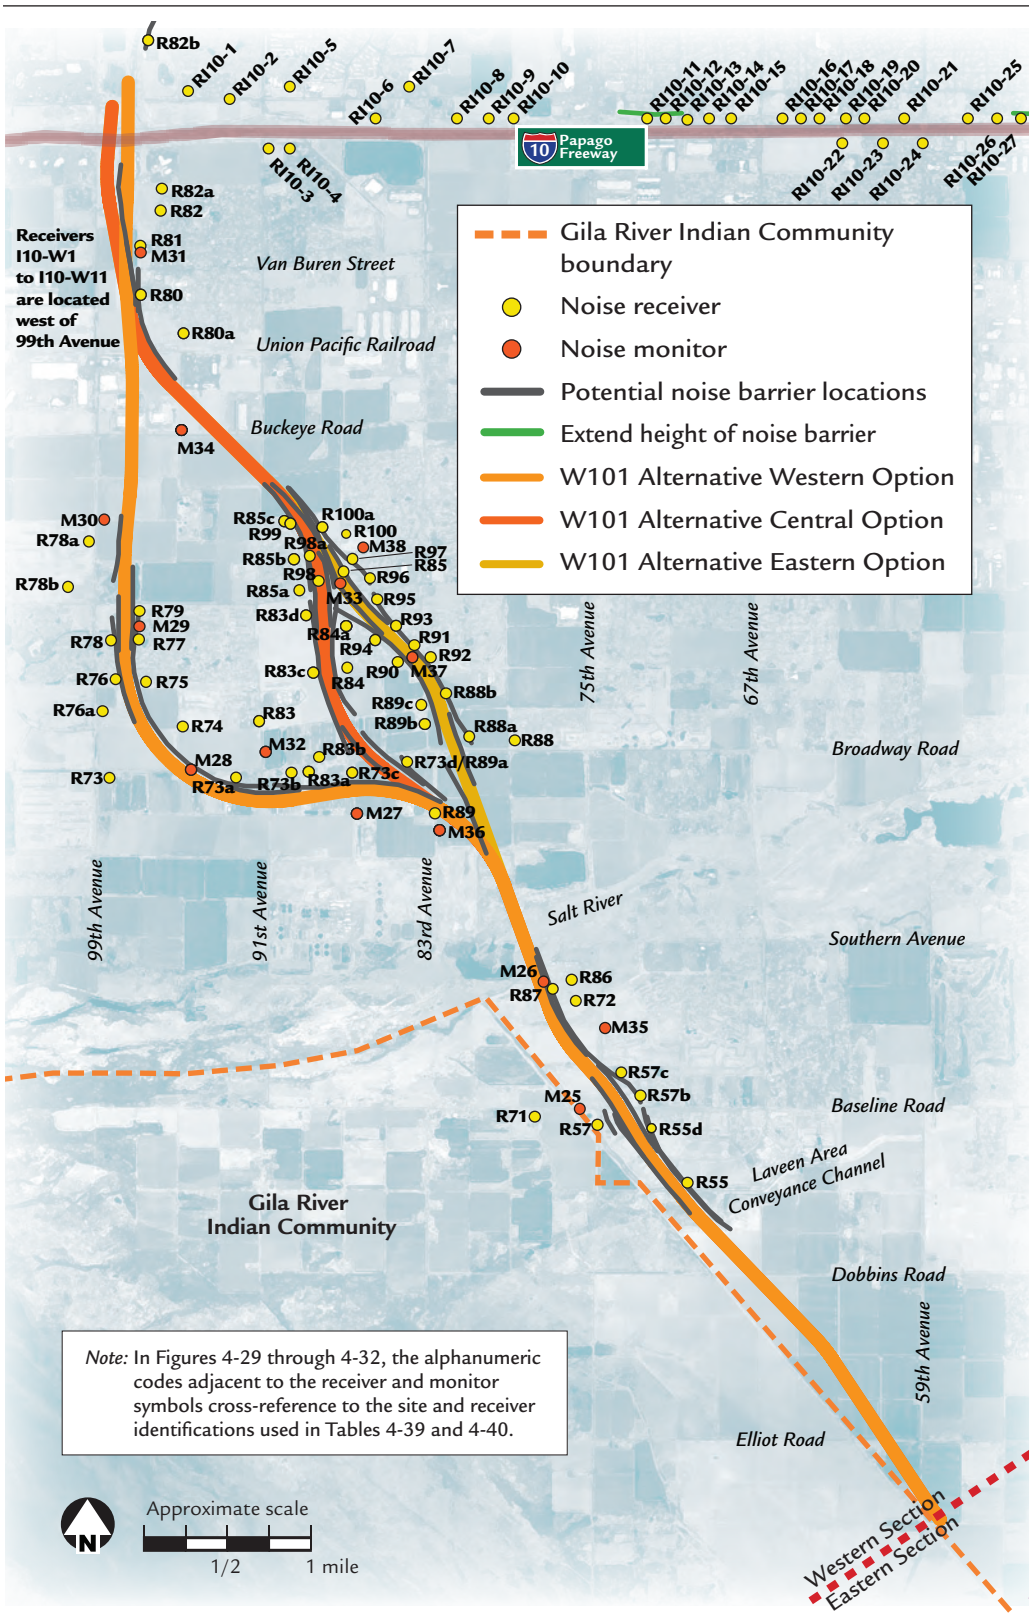 R82b
RI10-1
RI10-2
RI10-5
RI10-6
RI10-7
RI10-8
RI10-9
RI10-10
RI10-11
RI10-12
RI10-13
RI10-14
RI10-15
RI10-16
RI10-17
RI10-18
RI10-19
RI10-20
RI10-21
RI10-25
10
Papago
Freeway
RI10-3
RI10-4
RI10-22
RI10-23
RI10-24
RI10-26
RI10-27
R82a
R82
Receivers
I10-W1
to I10-W11
are located
west of
99th Avenue
R81
M31
R80
R80a
Van Buren Street
Union Pacific Railroad
Buckeye Road
M34
Gila River Indian Community
boundary
Noise receiver
Noise monitor
Potential noise barrier locations
Extend height of noise barrier
W101 Alternative Western Option
W101 Alternative Central Option
W101 Alternative Eastern Option
M30
R78a
R78b
R85c
R99
R100a
R100
R98a
M38
R97
R85
R85b
R98
R96
R85a
M33
R95
R79
M29
R77
R78
R83d
R84a
R93
R94
R91
R92
R76
R75
R83c
R84
R90
M37
R88b
R76a
R74
R83
R89c
R89b
R88a
R88
M32
R83b
R73d/R89a
R73
M28
R73a
R73b
R83a
R73c
M27
R89
M36
75th Avenue
67th Avenue
Broadway Road
99th Avenue
91st Avenue
83rd Avenue
Salt River
Southern Avenue
M26
R87
R86
R72
M35
R57c
M25
R57b
R71
R57
R55d
Baseline Road
R55
Laveen Area
Conveyance Channel
Gila River
Indian Community
Dobbins Road
59th Avenue
Note: In Figures 4-29 through 4-32, the alphanumeric
codes adjacent to the receiver and monitor
symbols cross-reference to the site and receiver
identifications used in Tables 4-39 and 4-40.
Elliot Road
Western Section
Eastern Section
N
Approximate scale
1/2
1 mile